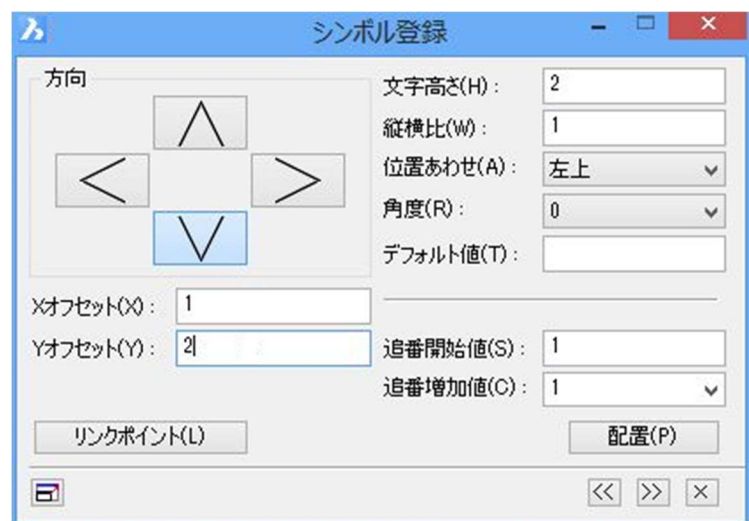 シンボル登録
方向
文字高さ(H): 2
縦横比(W): 1
位置あわせ(A): 左上
角度(R): 0
デフォルト値(T):
Xオフセット(X): 1
Yオフセット(Y): 2
追番開始値(S): 1
追番増加値(C): 1
リンクポイント(L)
配置(P)